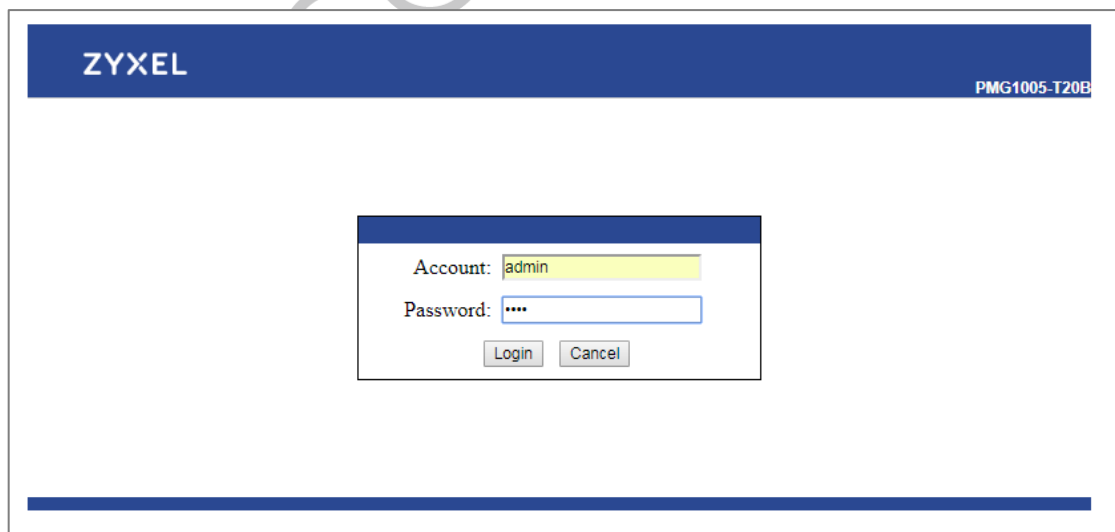 ZYXEL
PMG1005-T20B
Account: admin
Password: ••••
Login Cancel